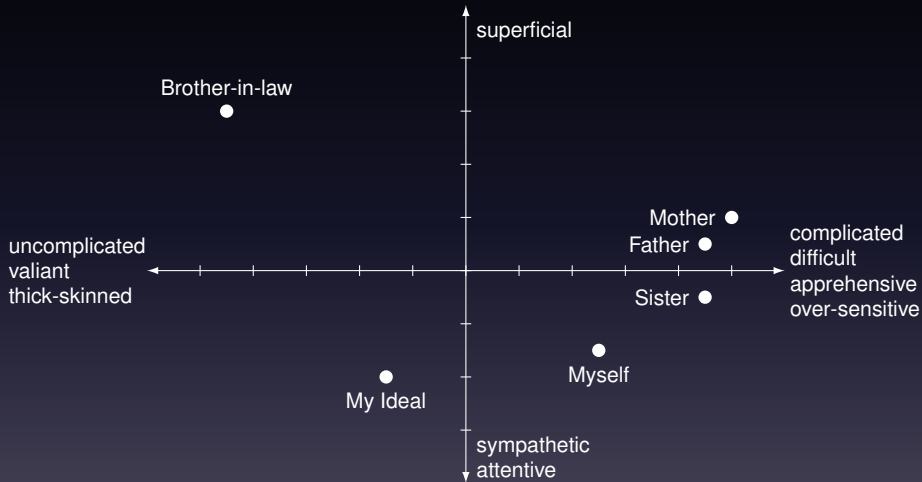 superficial
Brother-in-law
Mother
Father
uncomplicated
valiant
thick-skinned
complicated
difficult
apprehensive
over-sensitive
Sister
Myself
My Ideal
sympathetic
attentive